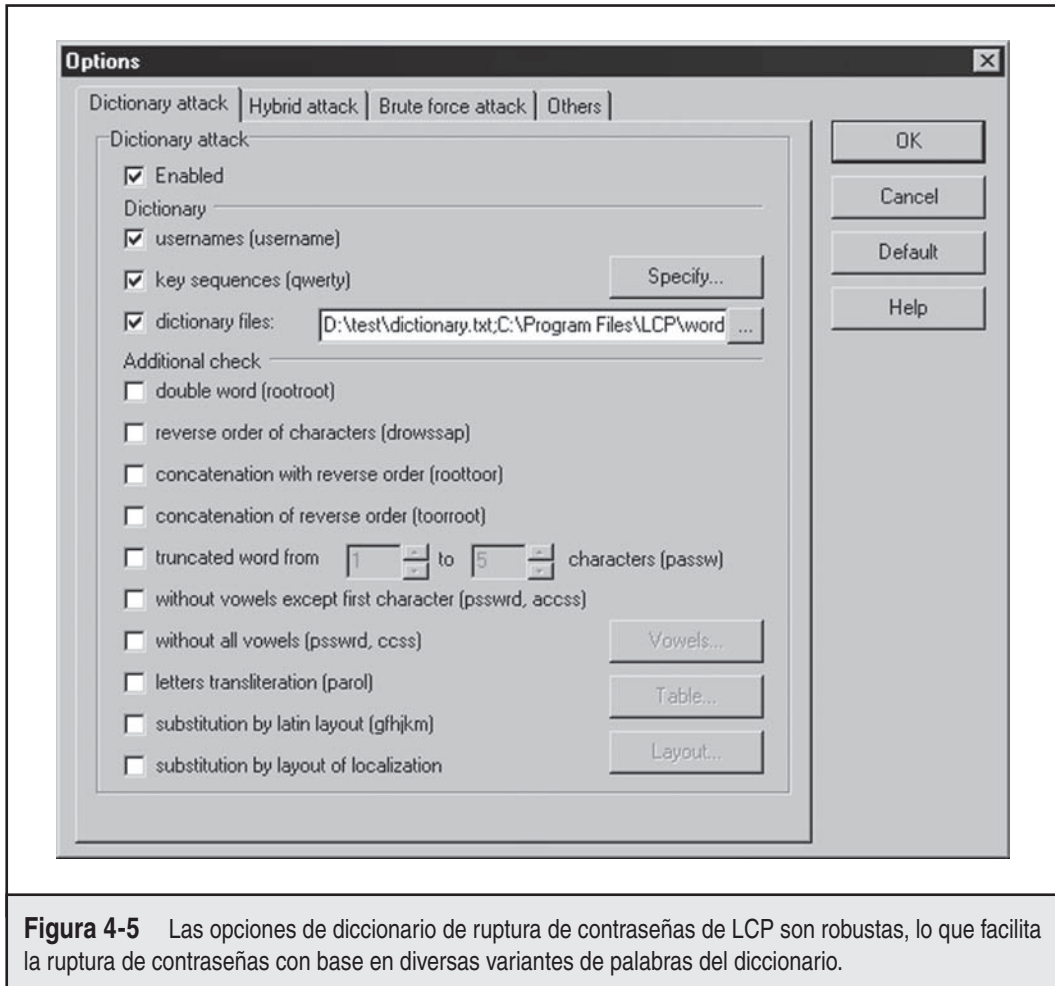 Options
Dictionary attack Hybrid attack Brute force attack Others
Dictionary attack
Enabled
Dictionary
usernames (username)
key sequences (qwerty)
Specify...
dictionary files: D:\test\dictionary.txt;C:\Program Files\LCP\word ...
Additional check
double word (rootroot)
reverse order of characters (drowssap)
concatenation with reverse order (roottoor)
concatenation of reverse order (toorroot)
truncated word from 1 to 5 characters (passw)
without vowels except first character (psswrd, accss)
without all vowels (psswrd, ccss)
Vowels...
letters transliteration (parol)
Table...
substitution by latin layout (gfhjkm)
Layout...
substitution by layout of localization
OK
Cancel
Default
Help
Figura 4-5 Las opciones de diccionario de ruptura de contraseñas de LCP son robustas, lo que facilita
la ruptura de contraseñas con base en diversas variantes de palabras del diccionario.